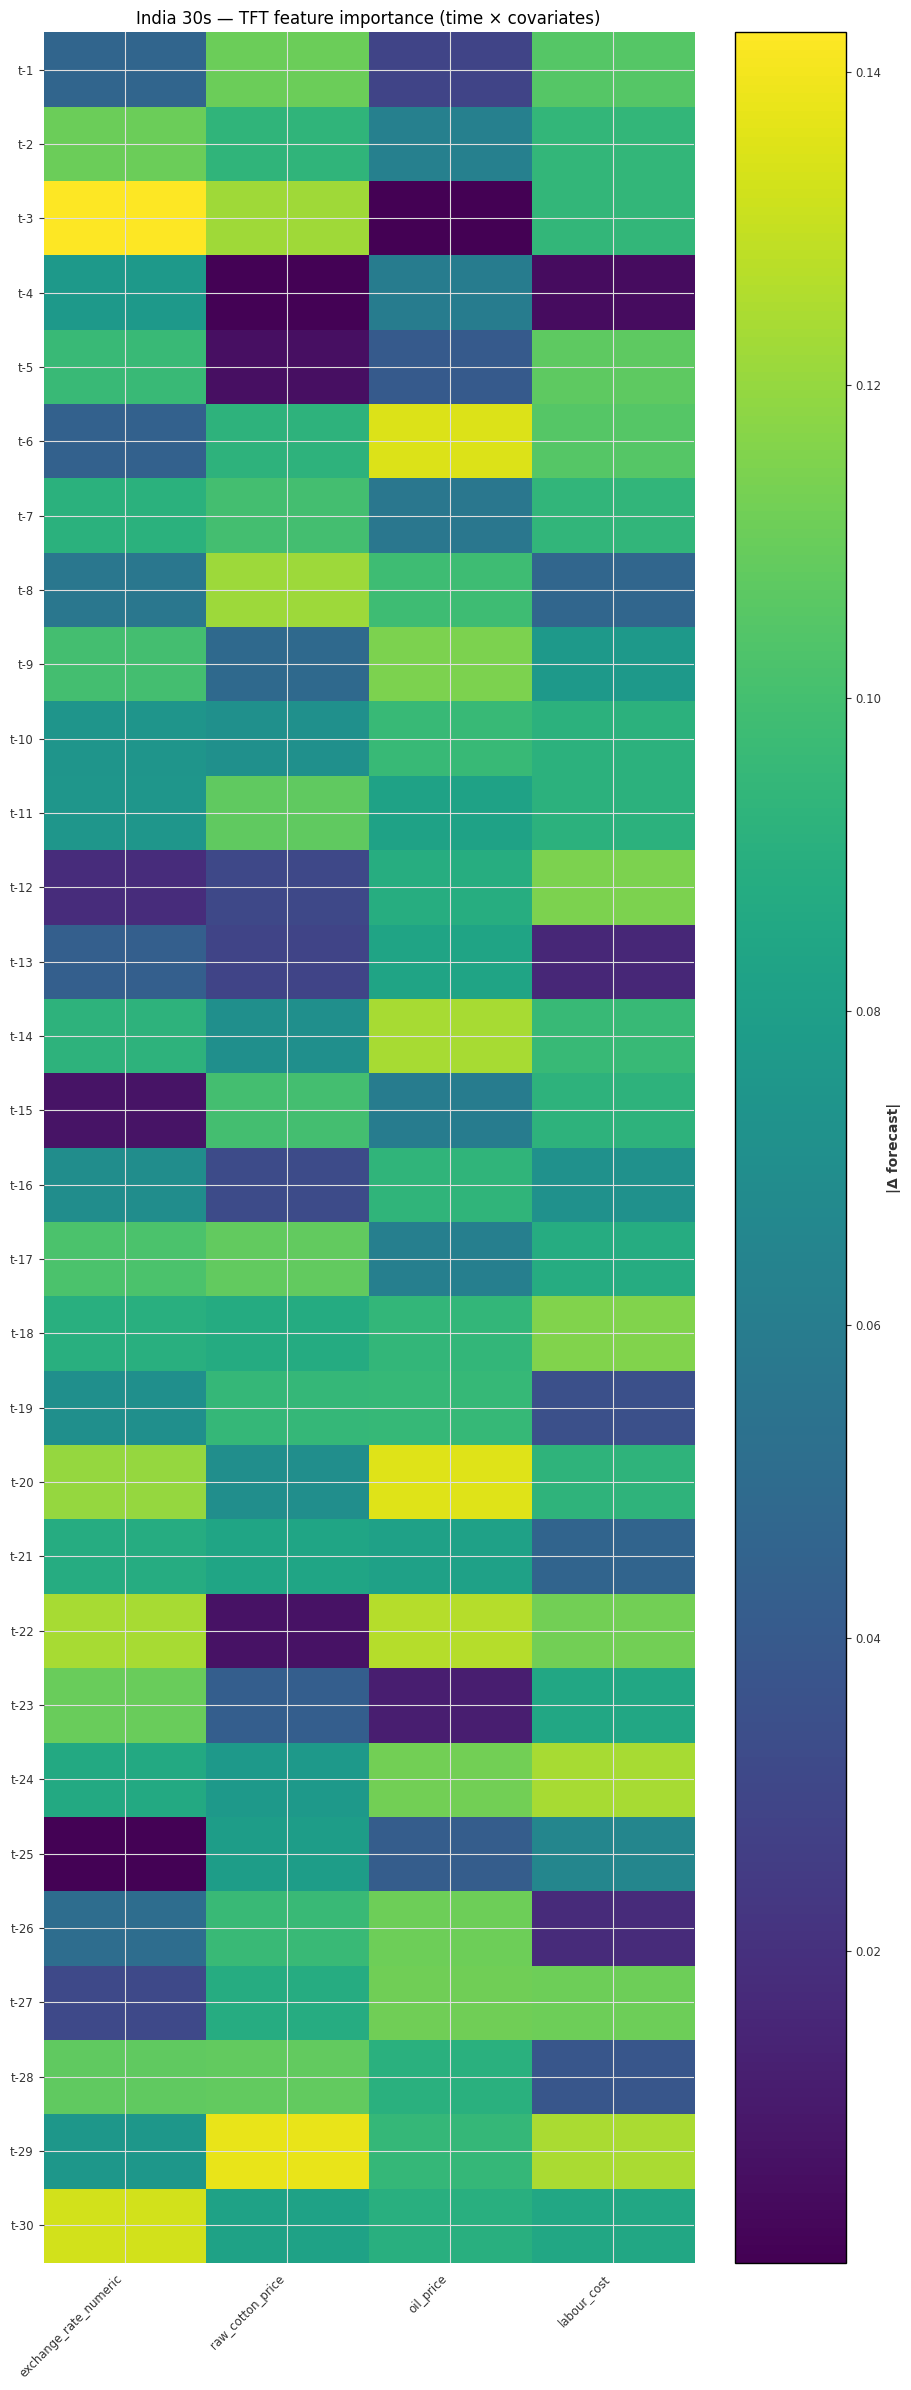 India 30s — TFT feature importance (time × covariates)
t-1
t-2
t-3
t-4
t-5
t-6
t-7
t-8
t-9
t-10
t-11
t-12
t-13
t-14
t-15
t-16
t-17
t-18
t-19
t-20
t-21
t-22
t-23
t-24
t-25
t-26
t-27
t-28
t-29
t-30
exchange_rate_numeric
raw_cotton_price
oil_price
labour_cost
0.14
0.12
0.10
0.08
0.06
0.04
0.02
|Δ forecast|